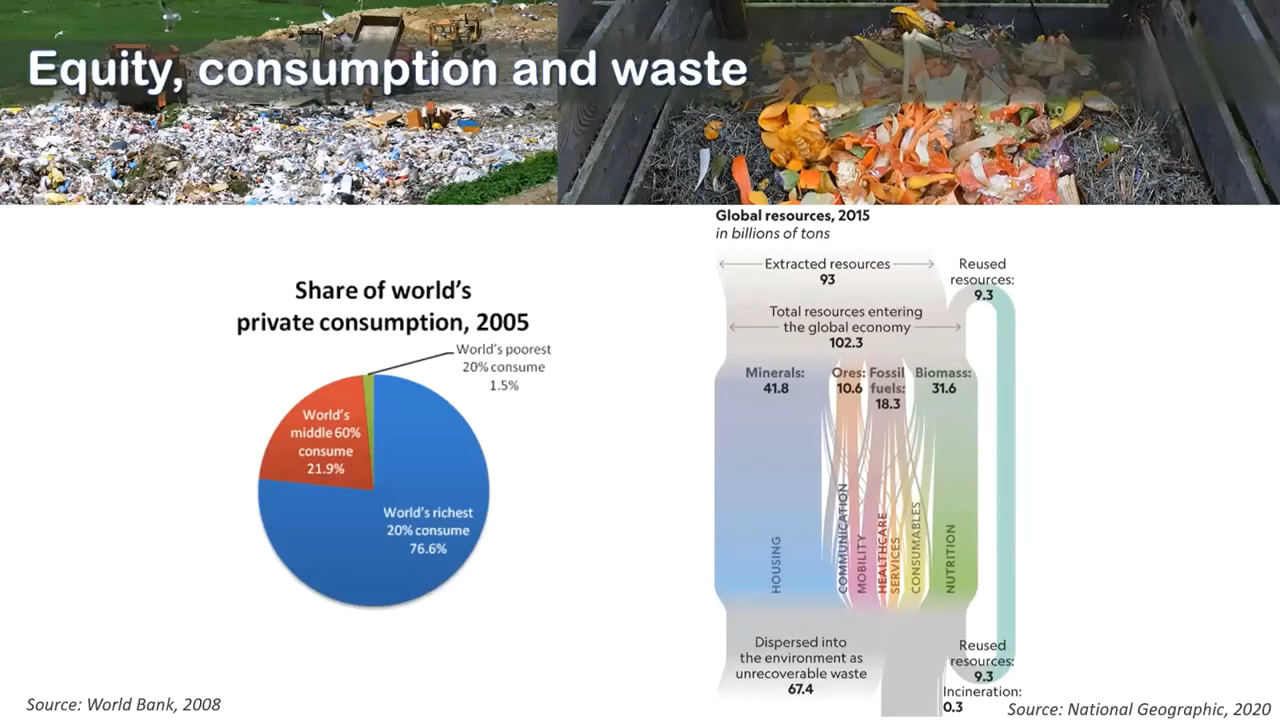 Equity, consumption and waste
Share of world's
private consumption, 2005
World's poorest
20% consume
1.5%
World's
middle 60%
consume
21.9%
World's richest
20% consume
76.6%
Source: World Bank, 2008
Global resources, 2015
in billions of tons
Extracted resources
93
Reused
resources:
9.3
Total resources entering
the global economy
102.3
Minerals:
41.8
Ores:
10.6
Fossil
fuels:
18.3
Biomass:
31.6
HOUSING
COMMUNICATION
MOBILITY
HEALTHCARE
SERVICES
CONSUMABLES
NUTRITION
Dispersed into
the environment as
unrecoverable waste
67.4
Reused
resources:
9.3
Incineration:
0.3
Source: National Geographic, 2020